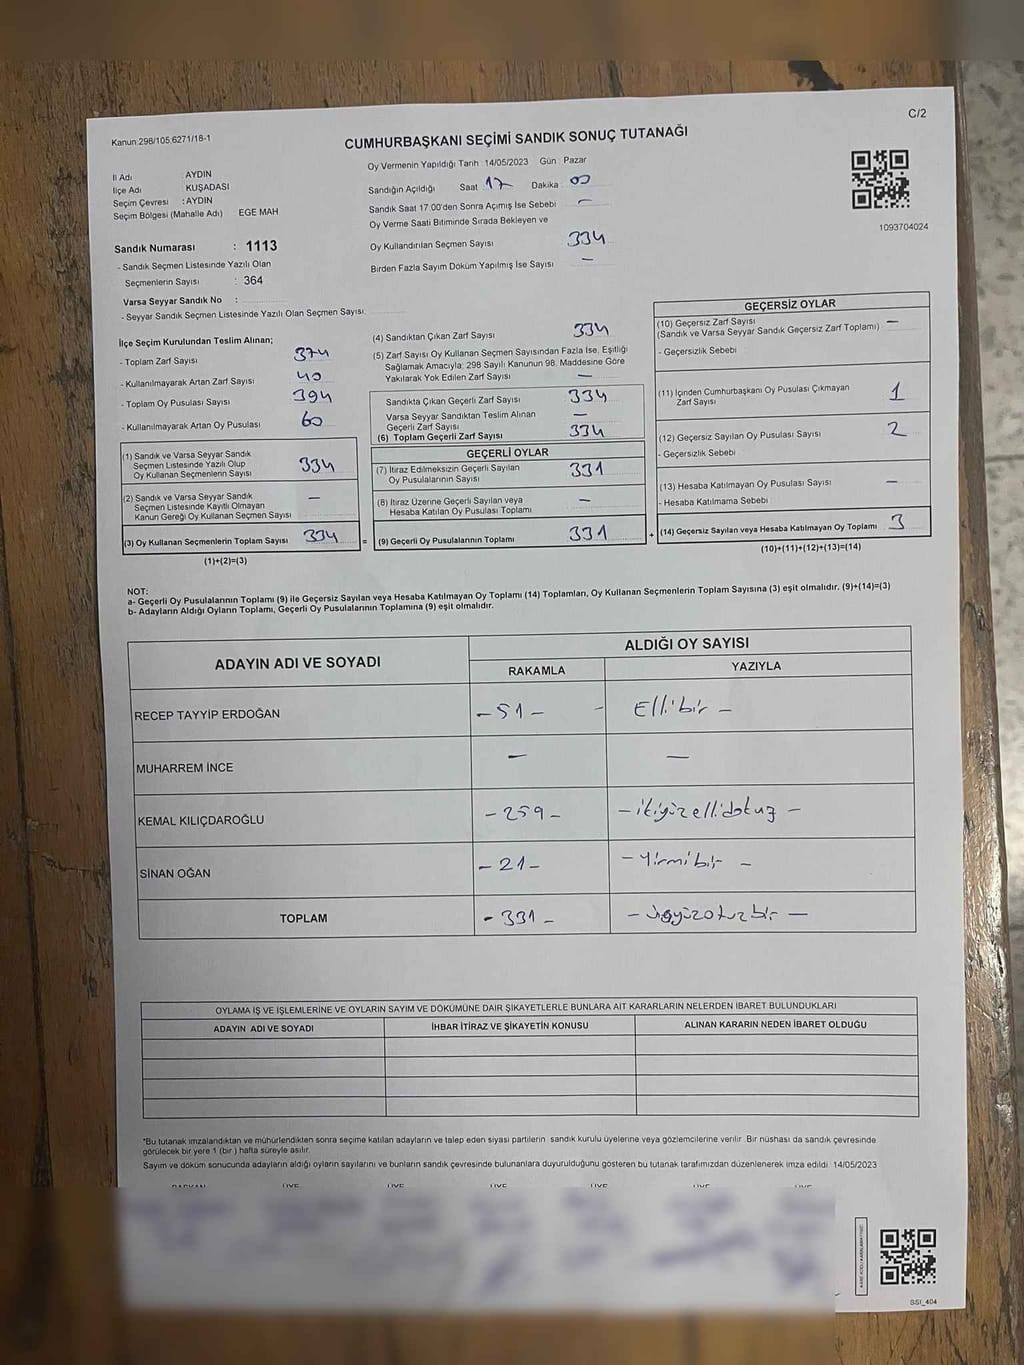 C/2
Kanun:298/105,6271/18-1
CUMHURBAŞKANI SEÇİMİ SANDIK SONUÇ TUTANAĞI
Oy Vermenin Yapıldığı Tarih 14/05/2023 Gün : Pazar
İl Adı AYDIN
İlçe Adı KUŞADASI
Seçim Çevresi : AYDIN
Seçim Bölgesi (Mahalle Adı) EGE MAH
Sandığın Açıldığı Saat 17 Dakika : 00
Sandık Saat 17:00'den Sonra Açımış İse Sebebi –
Oy Verme Saati Bitiminde Sırada Bekleyen ve
Oy Kullandırılan Seçmen Sayısı 334
Birden Fazla Sayım Döküm Yapılmış İse Sayısı –
1093704024
Sandık Numarası : 1113
- Sandık Seçmen Listesinde Yazılı Olan
Seçmenlerin Sayısı : 364
Varsa Seyyar Sandık No :
- Seyyar Sandık Seçmen Listesinde Yazılı Olan Seçmen Sayısı:
İlçe Seçim Kurulundan Teslim Alınan;
- Toplam Zarf Sayısı 374
- Kullanılmayarak Artan Zarf Sayısı 40
- Toplam Oy Pusulası Sayısı 394
- Kullanılmayarak Artan Oy Pusulası 60
(1) Sandık ve Varsa Seyyar Sandık
Seçmen Listesinde Yazılı Olup
Oy Kullanan Seçmenlerin Sayısı 334
(2) Sandık ve Varsa Seyyar Sandık
Seçmen Listesinde Kayıtlı Olmayan
Kanun Gereği Oy Kullanan Seçmen Sayısı –
(3) Oy Kullanan Seçmenlerin Toplam Sayısı 334
(1)+(2)=(3)
(4) Sandıktan Çıkan Zarf Sayısı 334
(5) Zarf Sayısı Oy Kullanan Seçmen Sayısından Fazla İse, Eşitliği
Sağlamak Amacıyla; 298 Sayılı Kanunun 98. Maddesine Göre
Yakılarak Yok Edilen Zarf Sayısı –
Sandıkta Çıkan Geçerli Zarf Sayısı 334
Varsa Seyyar Sandıktan Teslim Alınan
Geçerli Zarf Sayısı –
(6) Toplam Geçerli Zarf Sayısı 334
GEÇERLİ OYLAR
(7) İtiraz Edilmeksizin Geçerli Sayılan
Oy Pusulalarının Sayısı 331
(8) İtiraz Üzerine Geçerli Sayılan veya
Hesaba Katılan Oy Pusulası Toplamı –
= (9) Geçerli Oy Pusulalarının Toplamı 331
GEÇERSİZ OYLAR
(10) Geçersiz Zarf Sayısı –
(Sandık ve Varsa Seyyar Sandık Geçersiz Zarf Toplamı)
- Geçersizlik Sebebi
(11) İçinden Cumhurbaşkanı Oy Pusulası Çıkmayan
Zarf Sayısı 1
(12) Geçersiz Sayılan Oy Pusulası Sayısı 2
- Geçersizlik Sebebi
(13) Hesaba Katılmayan Oy Pusulası Sayısı –
- Hesaba Katılmama Sebebi
+ (14) Geçersiz Sayılan veya Hesaba Katılmayan Oy Toplamı 3
(10)+(11)+(12)+(13)=(14)
NOT:
a- Geçerli Oy Pusulalarının Toplamı (9) ile Geçersiz Sayılan veya Hesaba Katılmayan Oy Toplamı (14) Toplamları, Oy Kullanan Seçmenlerin Toplam Sayısına (3) eşit olmalıdır. (9)+(14)=(3)
b- Adayların Aldığı Oyların Toplamı, Geçerli Oy Pusulalarının Toplamına (9) eşit olmalıdır.
ADAYIN ADI VE SOYADI ALDIĞI OY SAYISI
RAKAMLA YAZIYLA
RECEP TAYYİP ERDOĞAN –51– – Ellibir –
MUHARREM İNCE – –
KEMAL KILIÇDAROĞLU –259– –ikiyüzellidokuz –
SİNAN OĞAN –21– –Yirmibir –
TOPLAM –331– –üçyüzotuzbir –
OYLAMA İŞ VE İŞLEMLERİNE VE OYLARIN SAYIM VE DÖKÜMÜNE DAİR ŞİKAYETLERLE BUNLARA AİT KARARLARIN NELERDEN İBARET BULUNDUKLARI
ADAYIN ADI VE SOYADI İHBAR İTİRAZ VE ŞİKAYETİN KONUSU ALINAN KARARIN NEDEN İBARET OLDUĞU
*Bu tutanak imzalandıktan ve mühürlendikten sonra seçime katılan adayların ve talep eden siyasi partilerin sandık kurulu üyelerine veya gözlemcilerine verilir. Bir nüshası da sandık çevresinde
görülecek bir yere 1 (bir) hafta süreyle asılır.
Sayım ve döküm sonucunda adayların aldığı oyların sayılarını ve bunların sandık çevresinde bulunanlara duyurulduğunu gösteren bu tutanak tarafımızdan düzenlenerek imza edildi. 14/05/2023
BAŞKAN ÜYE ÜYE ÜYE ÜYE ÜYE ÜYE
SSI_404